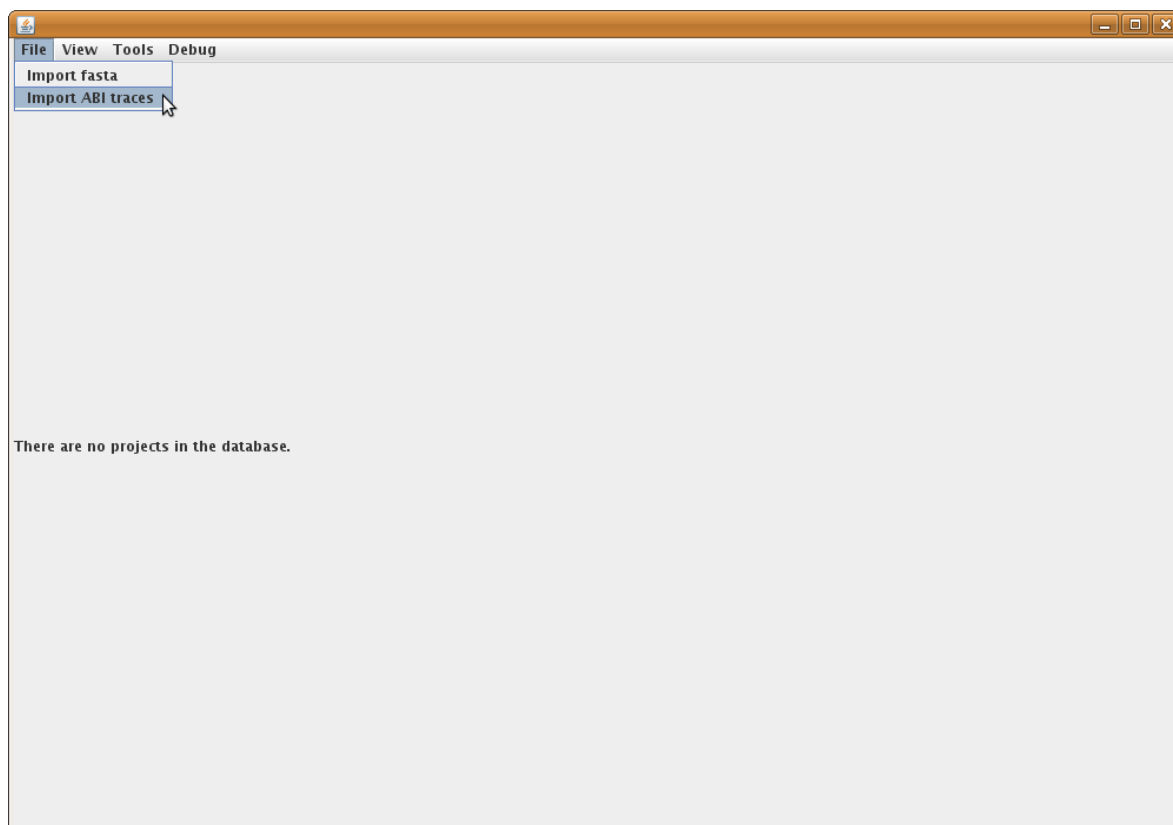 File View Tools Debug
Import fasta
Import ABI traces
There are no projects in the database.